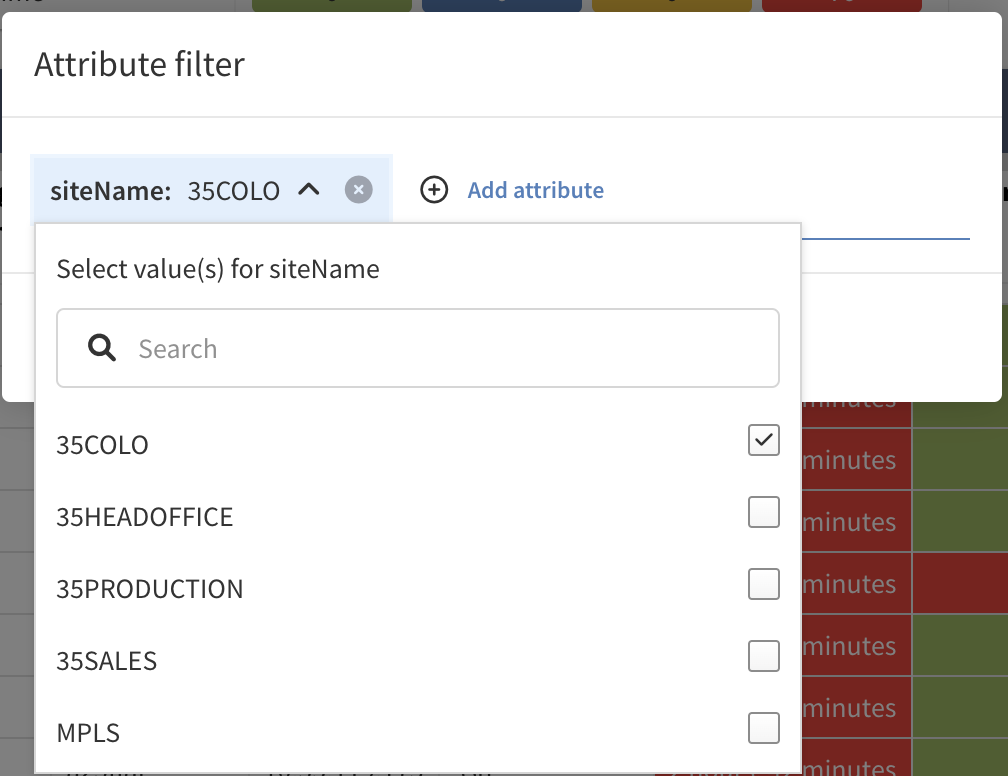 Attribute filter
siteName: 35COLO
Add attribute
Select value(s) for siteName
Search
35COLO
35HEADOFFICE
35PRODUCTION
35SALES
MPLS
minutes
minutes
minutes
minutes
minutes
minutes
minutes